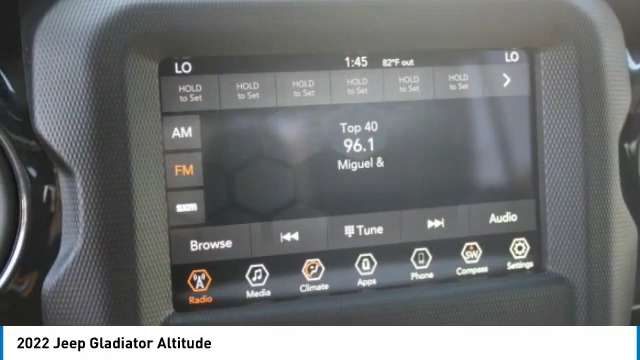 LO 1:45 82°F out LO
HOLD to Set HOLD to Set HOLD to Set HOLD to Set HOLD to Set HOLD to Set
AM
Top 40
96.1
FM
Miguel &
sxm
Browse Tune Audio
Radio Media Climate Apps Phone SW Compass Settings
2022 Jeep Gladiator Altitude